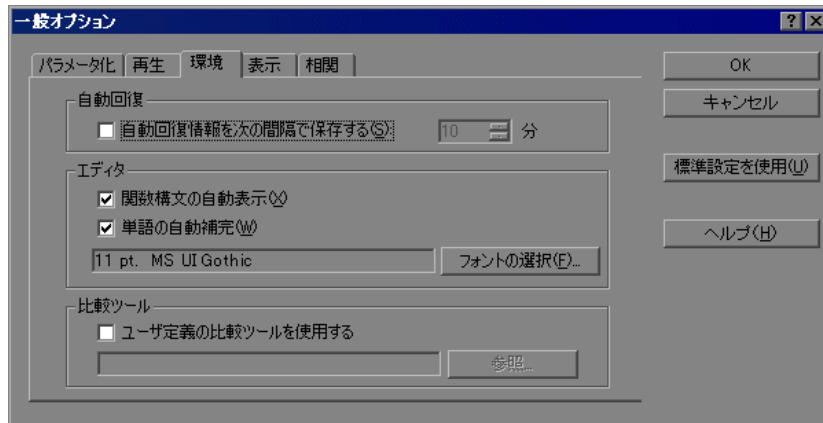 一般オプション
パラメータ化 再生 環境 表示 相関
OK
キャンセル
標準設定を使用(U)
ヘルプ(H)
自動回復
自動回復情報を次の間隔で保存する(S): 10 分
エディタ
関数構文の自動表示(X)
単語の自動補完(W)
11 pt. MS UI Gothic フォントの選択(F)...
比較ツール
ユーザ定義の比較ツールを使用する
参照...